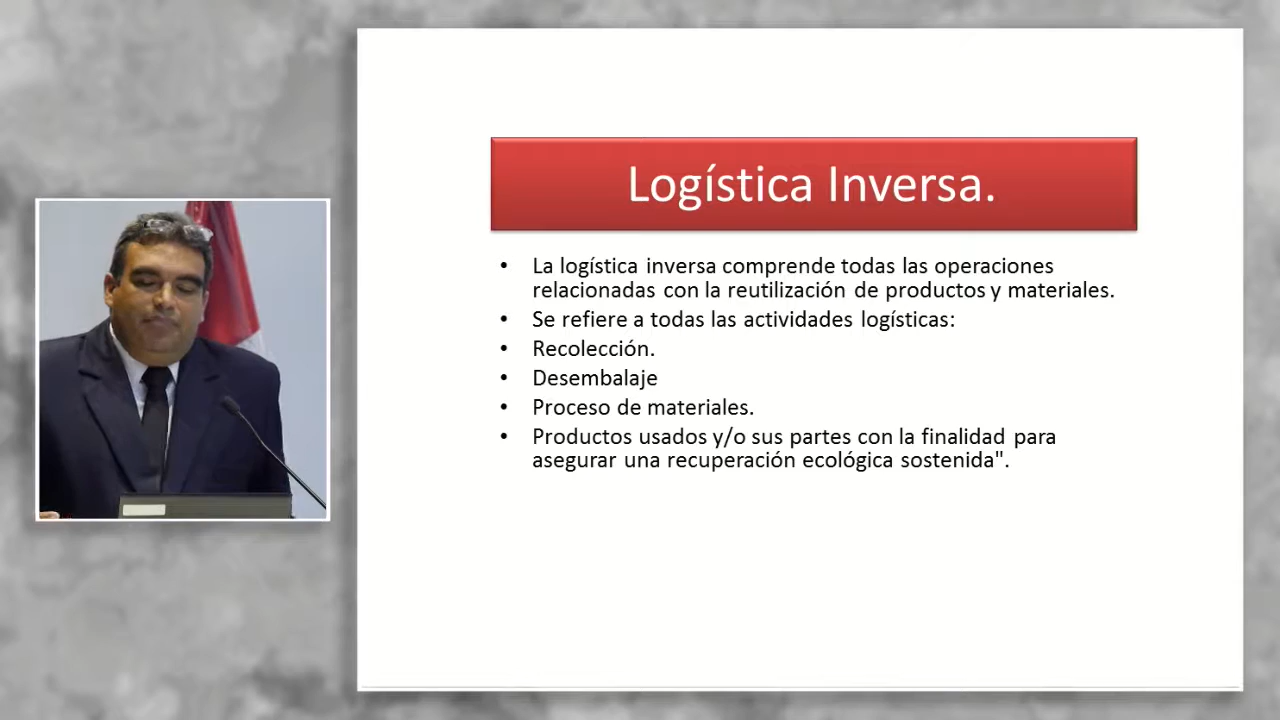 Logística Inversa.
• La logística inversa comprende todas las operaciones
relacionadas con la reutilización de productos y materiales.
• Se refiere a todas las actividades logísticas:
• Recolección.
• Desembalaje
• Proceso de materiales.
• Productos usados y/o sus partes con la finalidad para
asegurar una recuperación ecológica sostenida".